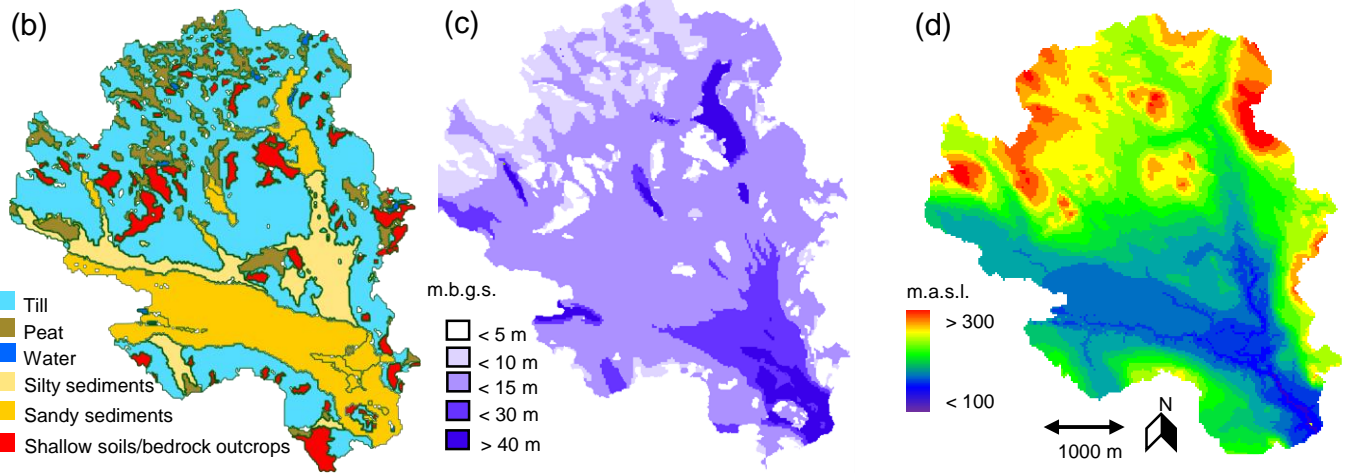 (b)
Till
Peat
Water
Silty sediments
Sandy sediments
Shallow soils/bedrock outcrops
(c)
m.b.g.s.
< 5 m
< 10 m
< 15 m
< 30 m
> 40 m
(d)
m.a.s.l.
> 300
< 100
1000 m
N